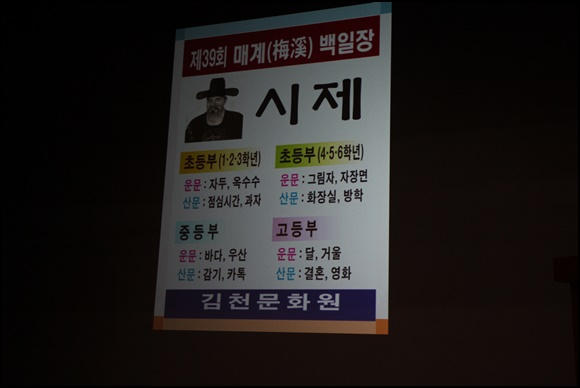 제39회 매계(梅溪) 백일장
시제
초등부 (1·2·3학년)
운문 : 자두, 옥수수
산문 : 점심시간, 과자
초등부 (4·5·6학년)
운문 : 그림자, 자장면
산문 : 화장실, 방학
중등부
운문 : 바다, 우산
산문 : 감기, 카톡
고등부
운문 : 달, 거울
산문 : 결혼, 영화
김천문화원